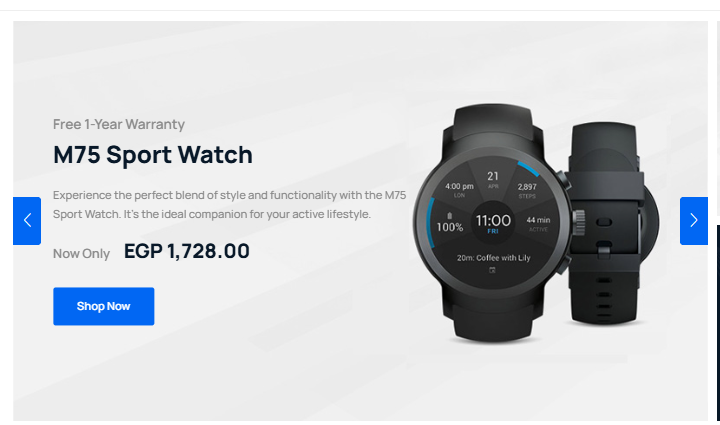 Free 1-Year Warranty
M75 Sport Watch
Experience the perfect blend of style and functionality with the M75
Sport Watch. It's the ideal companion for your active lifestyle.
Now Only EGP 1,728.00
Shop Now
21
APR
4:00 pm
LON
2,897
STEPS
100%
11:00
FRI
44 min
ACTIVE
20m: Coffee with Lily